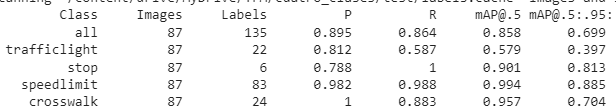 Class Images Labels P R mAP@.5 mAP@.5:.95:
all 87 135 0.895 0.864 0.858 0.699
trafficlight 87 22 0.812 0.587 0.579 0.397
stop 87 6 0.788 1 0.901 0.813
speedlimit 87 83 0.982 0.988 0.994 0.885
crosswalk 87 24 1 0.883 0.957 0.704